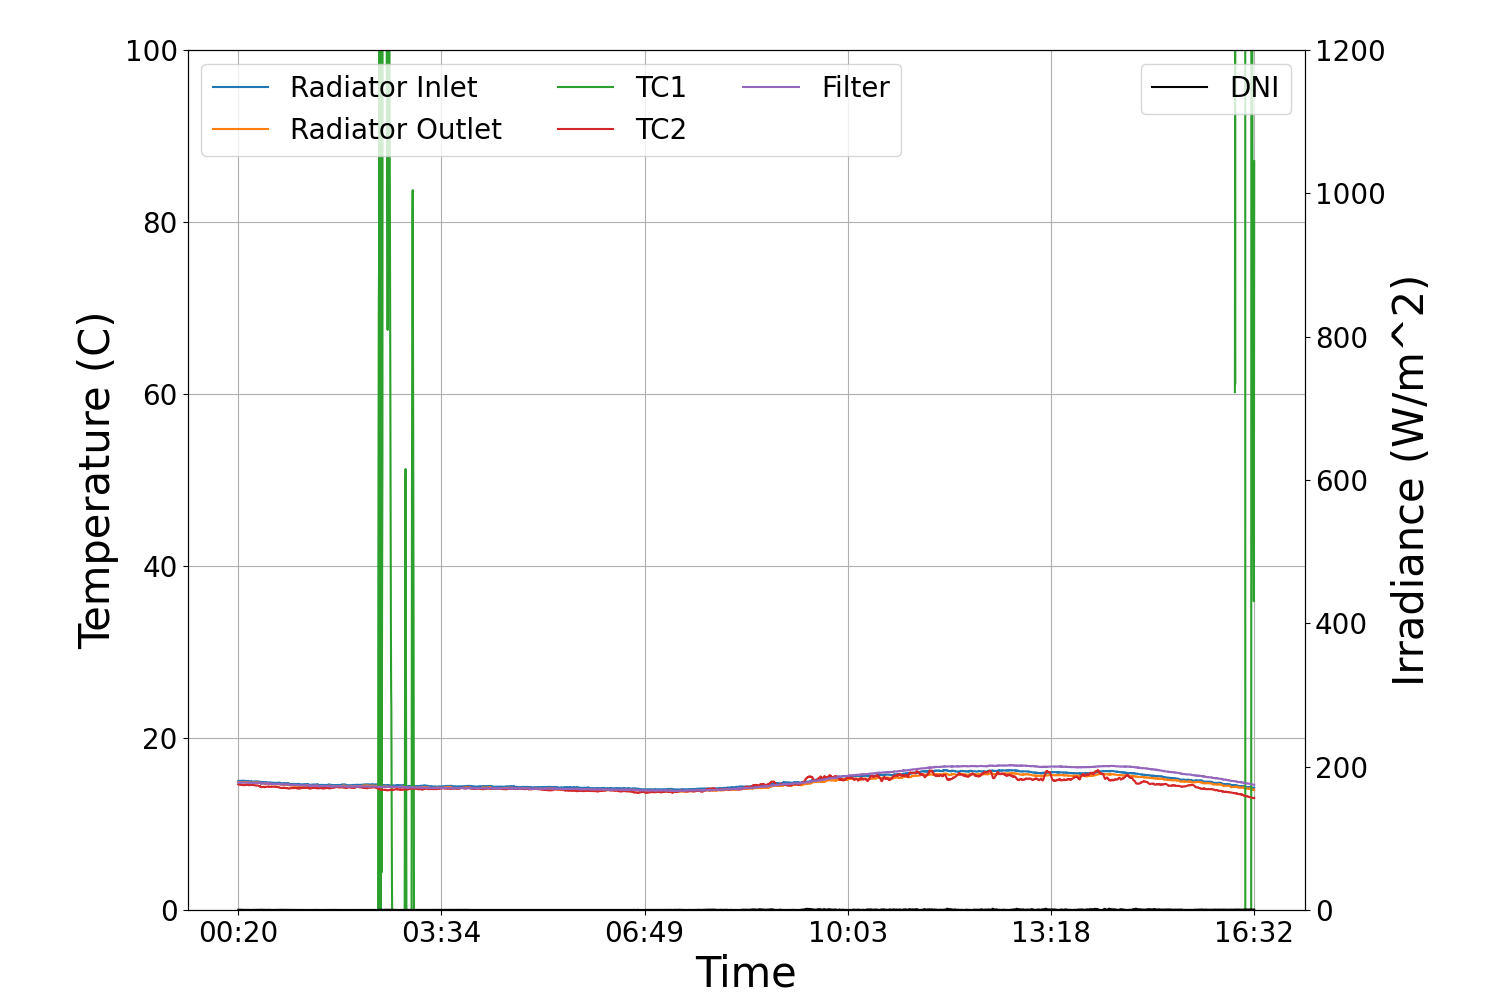 Radiator Inlet
Radiator Outlet
TC1
TC2
Filter
DNI
100
80
60
40
20
0
Temperature (C)
1200
1000
800
600
400
200
0
Irradiance (W/m^2)
00:20
03:34
06:49
10:03
13:18
16:32
Time